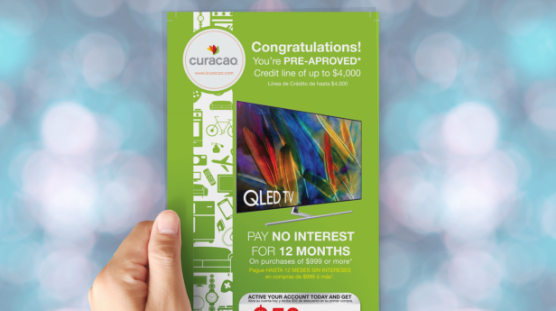 curacao
www.icuracao.com
Congratulations!
You're PRE-APROVED*
Credit line of up to $4,000
Línea de Crédito de hasta $4,000
QLED TV
PAY NO INTEREST
FOR 12 MONTHS
On purchases of $999 or more*
Pague HASTA 12 MESES SIN INTERESES
en compras de $999 o más*
ACTIVE YOUR ACCOUNT TODAY AND GET